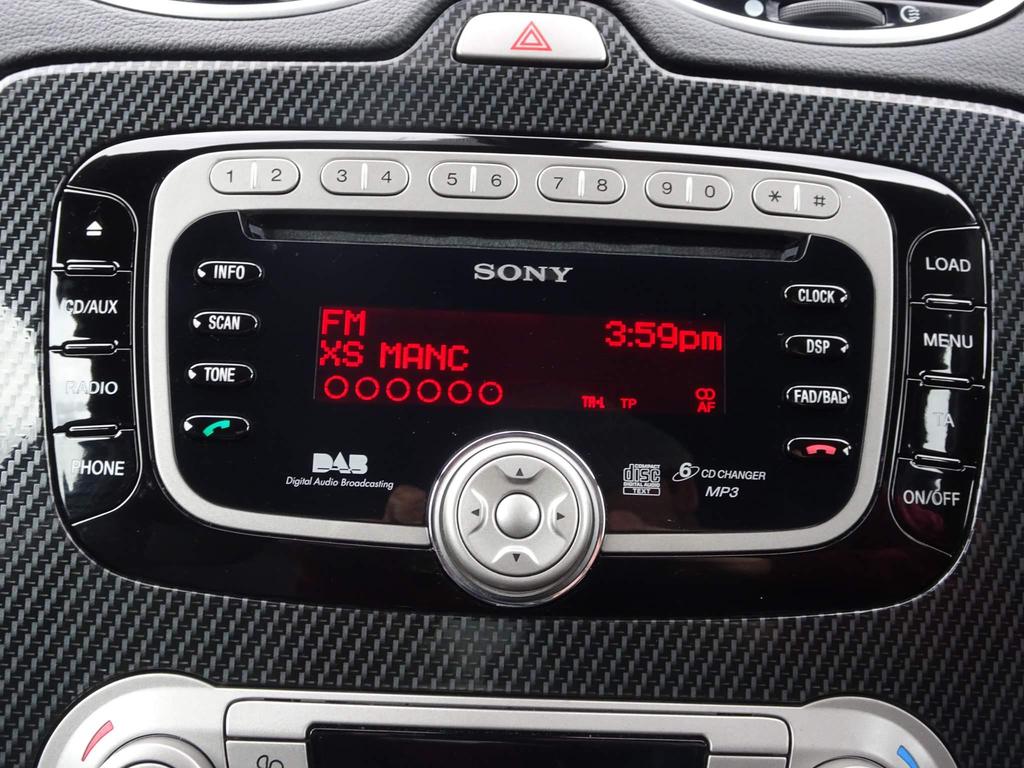 1 2 3 4 5 6 7 8 9 0 * #
SONY
INFO
SCAN
TONE
CD/AUX
RADIO
PHONE
FM 3:59pm
XS MANC
TP CD
AF
CLOCK
DSP
FAD/BAL
LOAD
MENU
TA
ON/OFF
DAB
Digital Audio Broadcasting
COMPACT
disc
DIGITAL AUDIO
TEXT
6 CD CHANGER
MP3